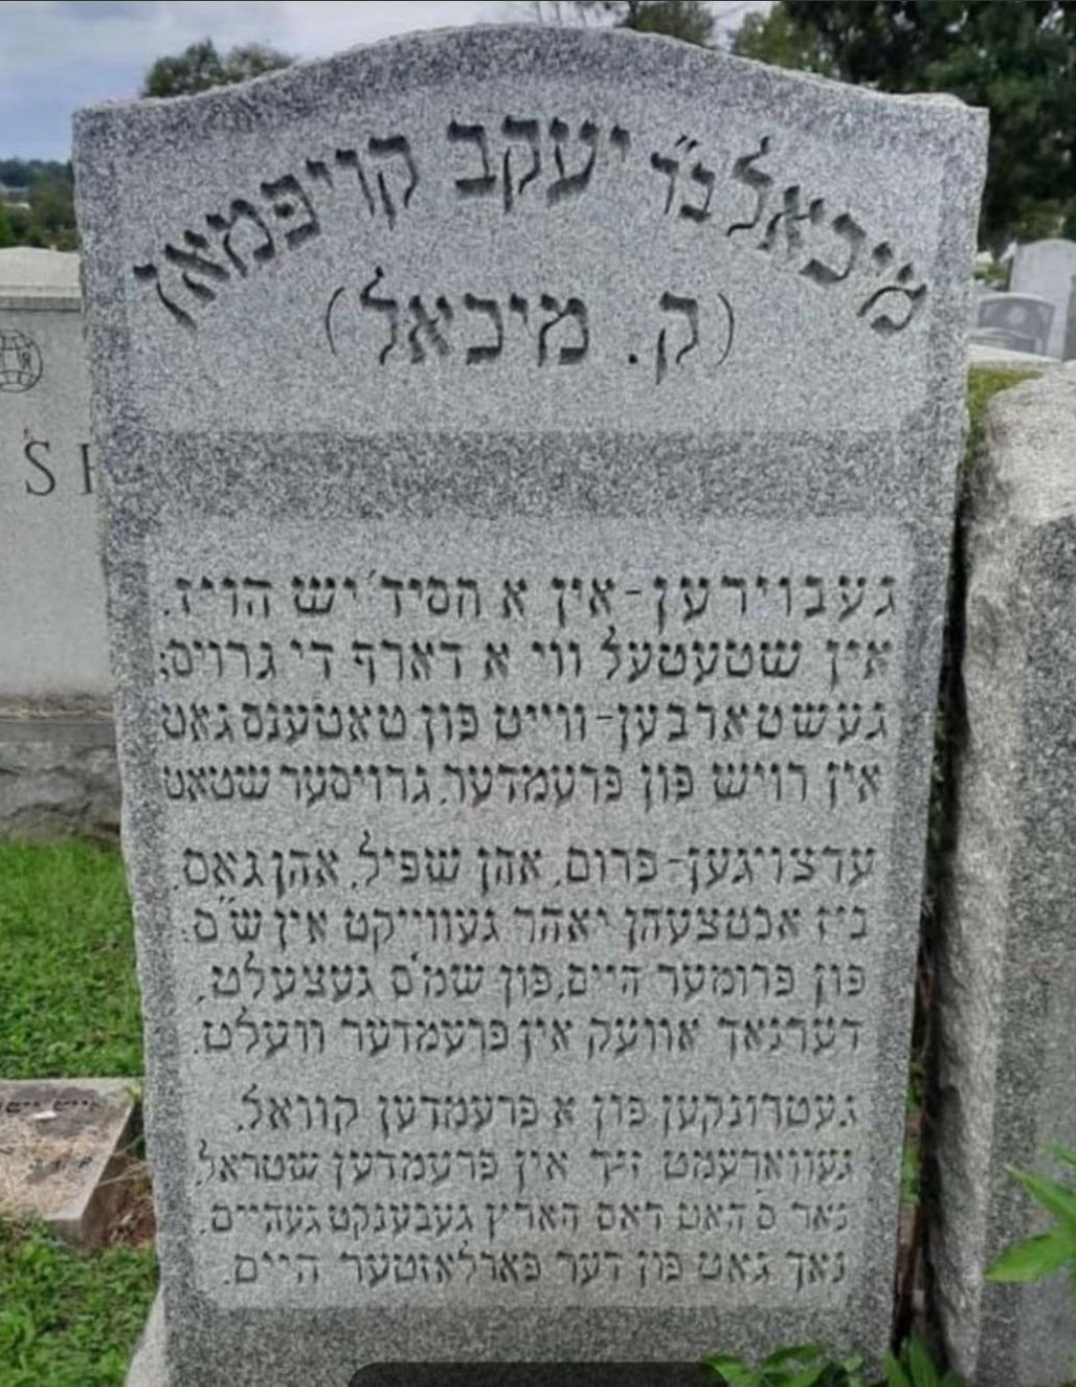 מיכאל בי״ר יעקב קויפמאן
(ק. מיכאל)
געבוירען-אין א חסיד׳יש הויז.
אין שטעטעל ווי א דארף די גרויס;
געשטארבען-ווייט פון טאטענס גאט
אין רויש פון פרעמדער, גרויסער שטאט
ערצויגען-פרום, אהן שפיל, אהן גאס,
ביז אכטצעהן יאהר געווייקט אין ש״ס:
פון פרומער היים, פון שמ׳ס געצעלט,
דערנאך אוועק אין פרעמדער וועלט.
געטרונקען פון א פרעמדען קוואל,
געווארעמט זיך אין פרעמדען שטראל,
נאר ס׳האט דאס הארץ געבענקט געהיים,
נאך גאט פון דער פארלאזטער היים.
S